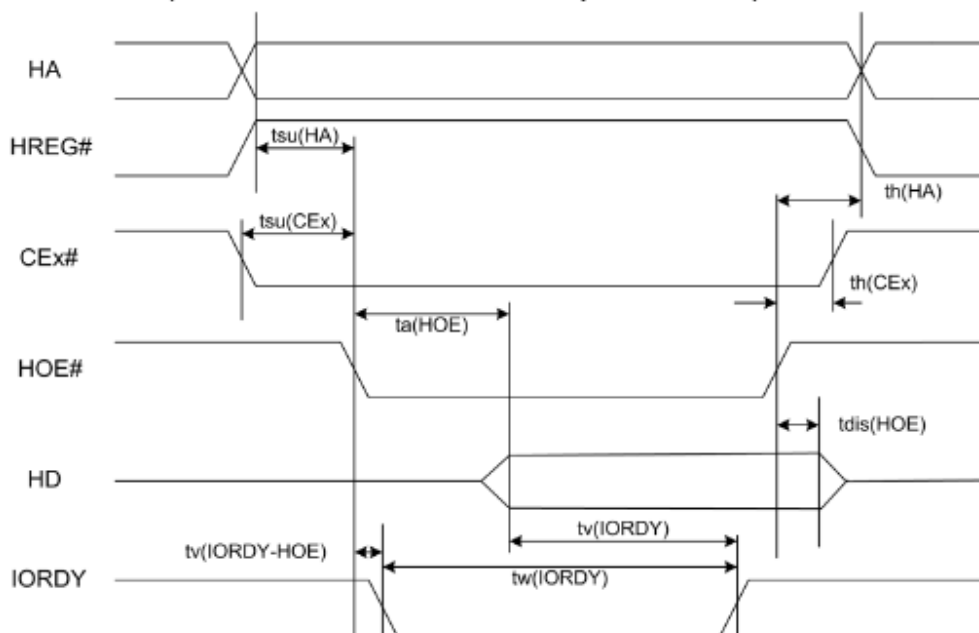 HA
HREG#
tsu(HA)
th(HA)
tsu(CEx)
CEx#
th(CEx)
ta(HOE)
HOE#
tdis(HOE)
HD
tv(IORDY)
tv(IORDY-HOE)
IORDY
tw(IORDY)